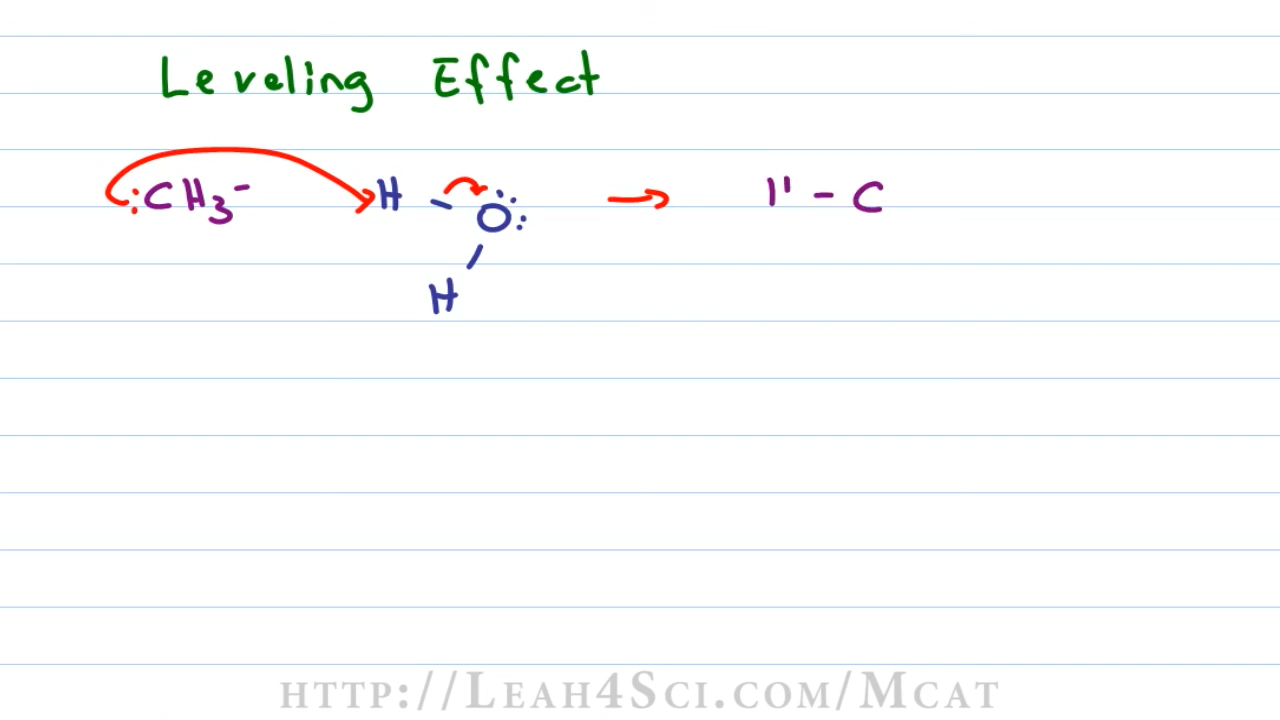 Leveling Effect
:CH3- H - O: → - C
H
HTTP://LEAH4SCI.COM/MCAT